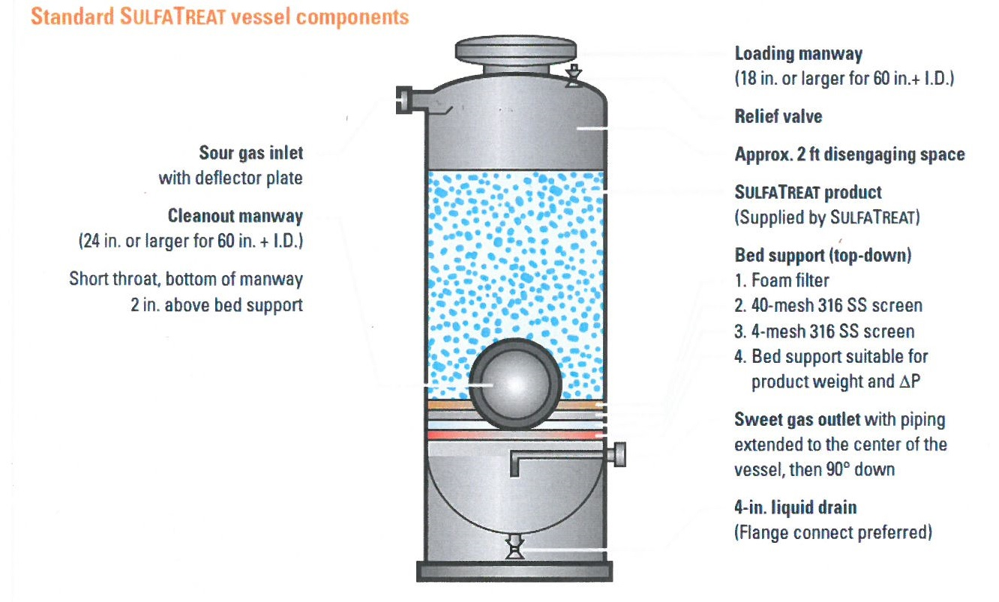 Standard SULFATREAT vessel components
Sour gas inlet
with deflector plate
Cleanout manway
(24 in. or larger for 60 in. + I.D.)
Short throat, bottom of manway
2 in. above bed support
Loading manway
(18 in. or larger for 60 in.+ I.D.)
Relief valve
Approx. 2 ft disengaging space
SULFATREAT product
(Supplied by SULFATREAT)
Bed support (top-down)
1. Foam filter
2. 40-mesh 316 SS screen
3. 4-mesh 316 SS screen
4. Bed support suitable for
product weight and ΔP
Sweet gas outlet with piping
extended to the center of the
vessel, then 90° down
4-in. liquid drain
(Flange connect preferred)